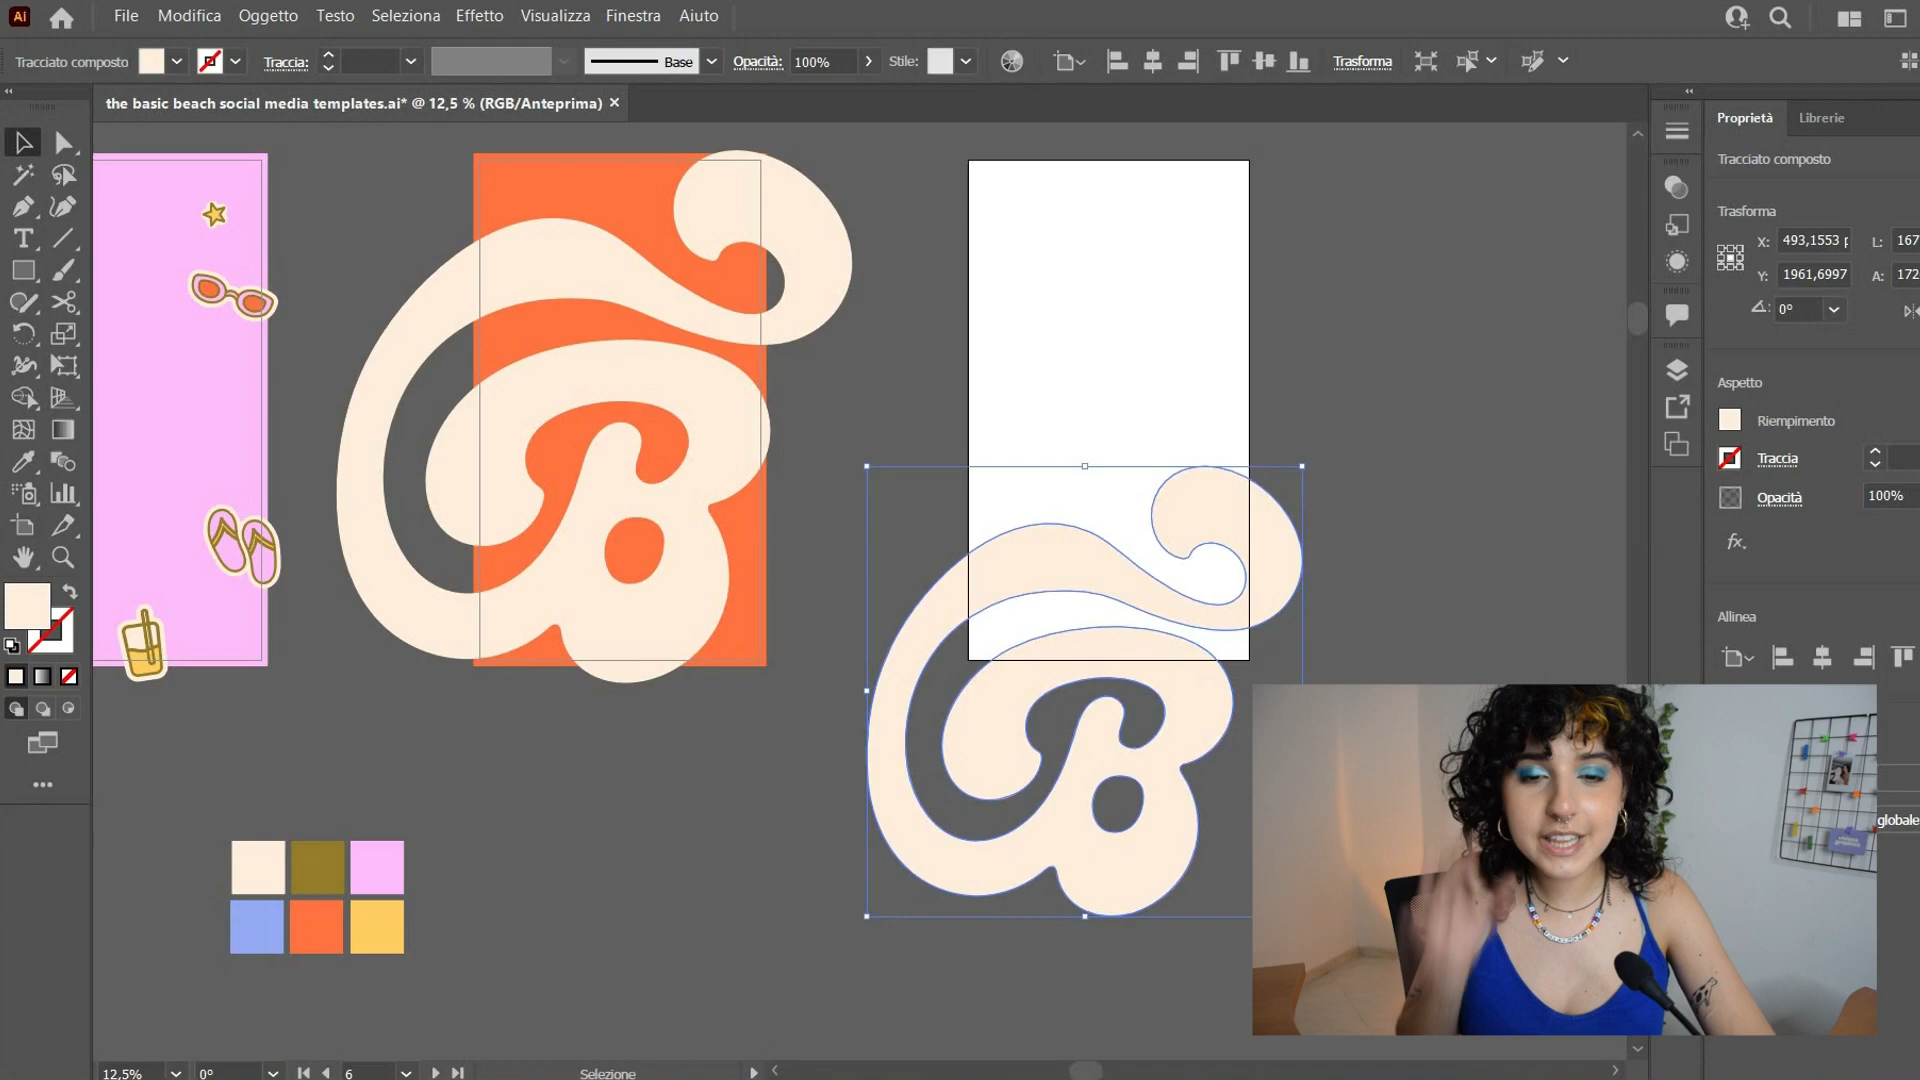 Ai File Modifica Oggetto Testo Seleziona Effetto Visualizza Finestra Aiuto
Tracciato composto Traccia: Base Opacità: 100% Stile: Trasforma
the basic beach social media templates.ai* @ 12,5 % (RGB/Anteprima) ×
Proprietà Librerie
Tracciato composto
Trasforma
X: 493,1553 p L: 167
Y: 1961,6997 A: 172
0°
Aspetto
Riempimento
Traccia
Opacità 100%
fx.
Allinea
globale
12,5% 0° 6 Selezione